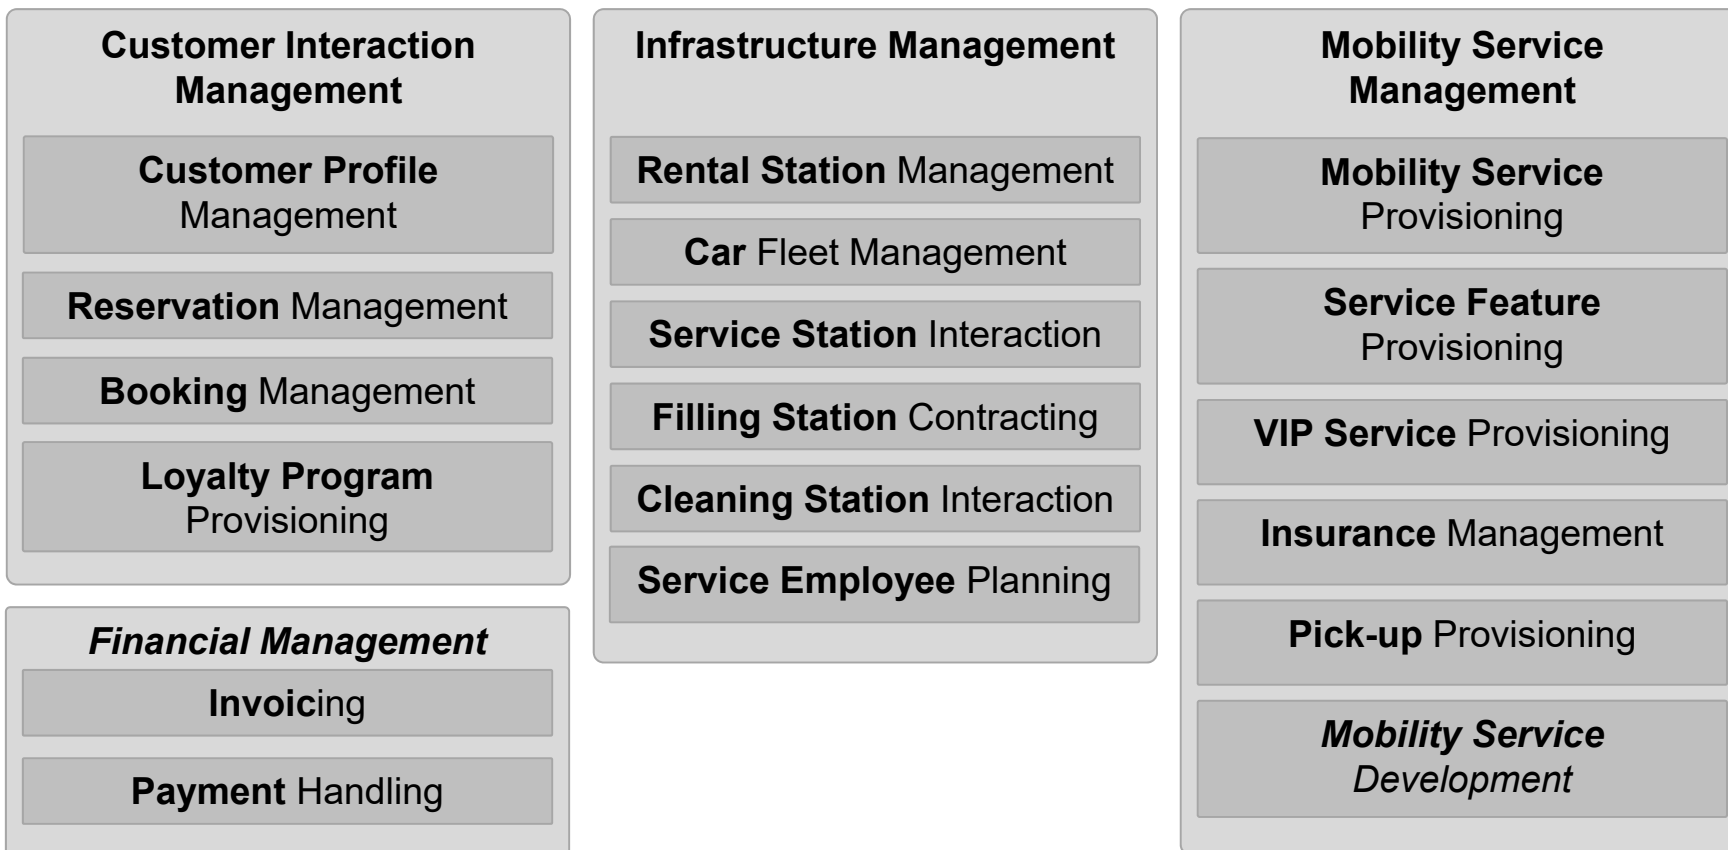 Customer Interaction
Management
Customer Profile
Management
Reservation Management
Booking Management
Loyalty Program
Provisioning
Financial Management
Invoicing
Payment Handling
Infrastructure Management
Rental Station Management
Car Fleet Management
Service Station Interaction
Filling Station Contracting
Cleaning Station Interaction
Service Employee Planning
Mobility Service
Management
Mobility Service
Provisioning
Service Feature
Provisioning
VIP Service Provisioning
Insurance Management
Pick-up Provisioning
Mobility Service
Development